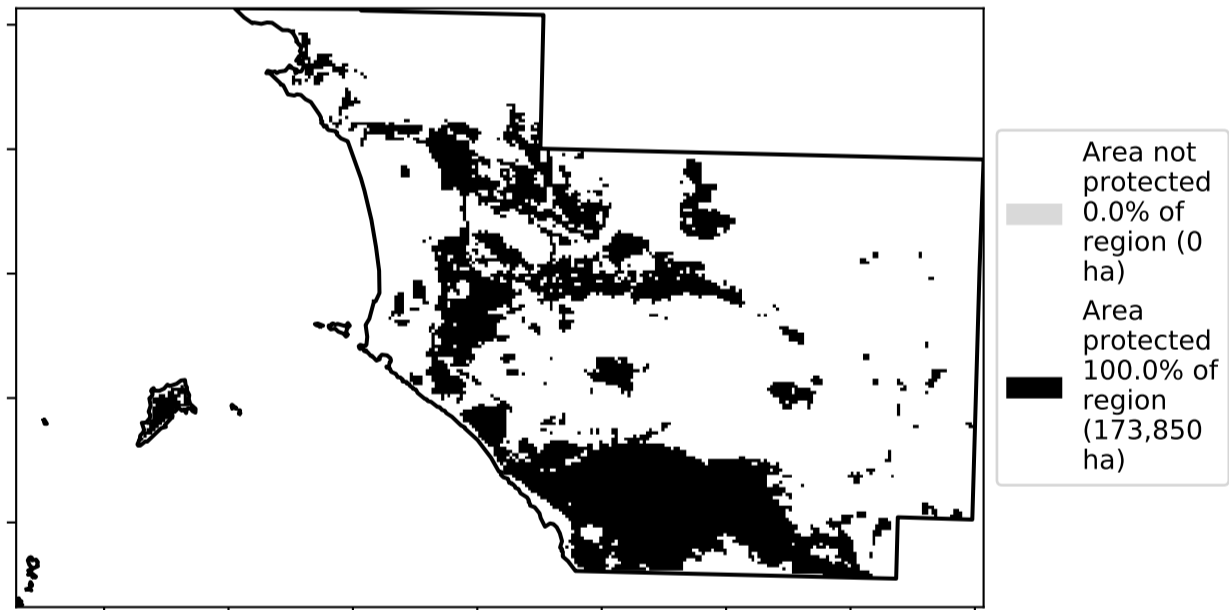 Area not
protected
0.0% of
region (0
ha)
Area
protected
100.0% of
region
(173,850
ha)